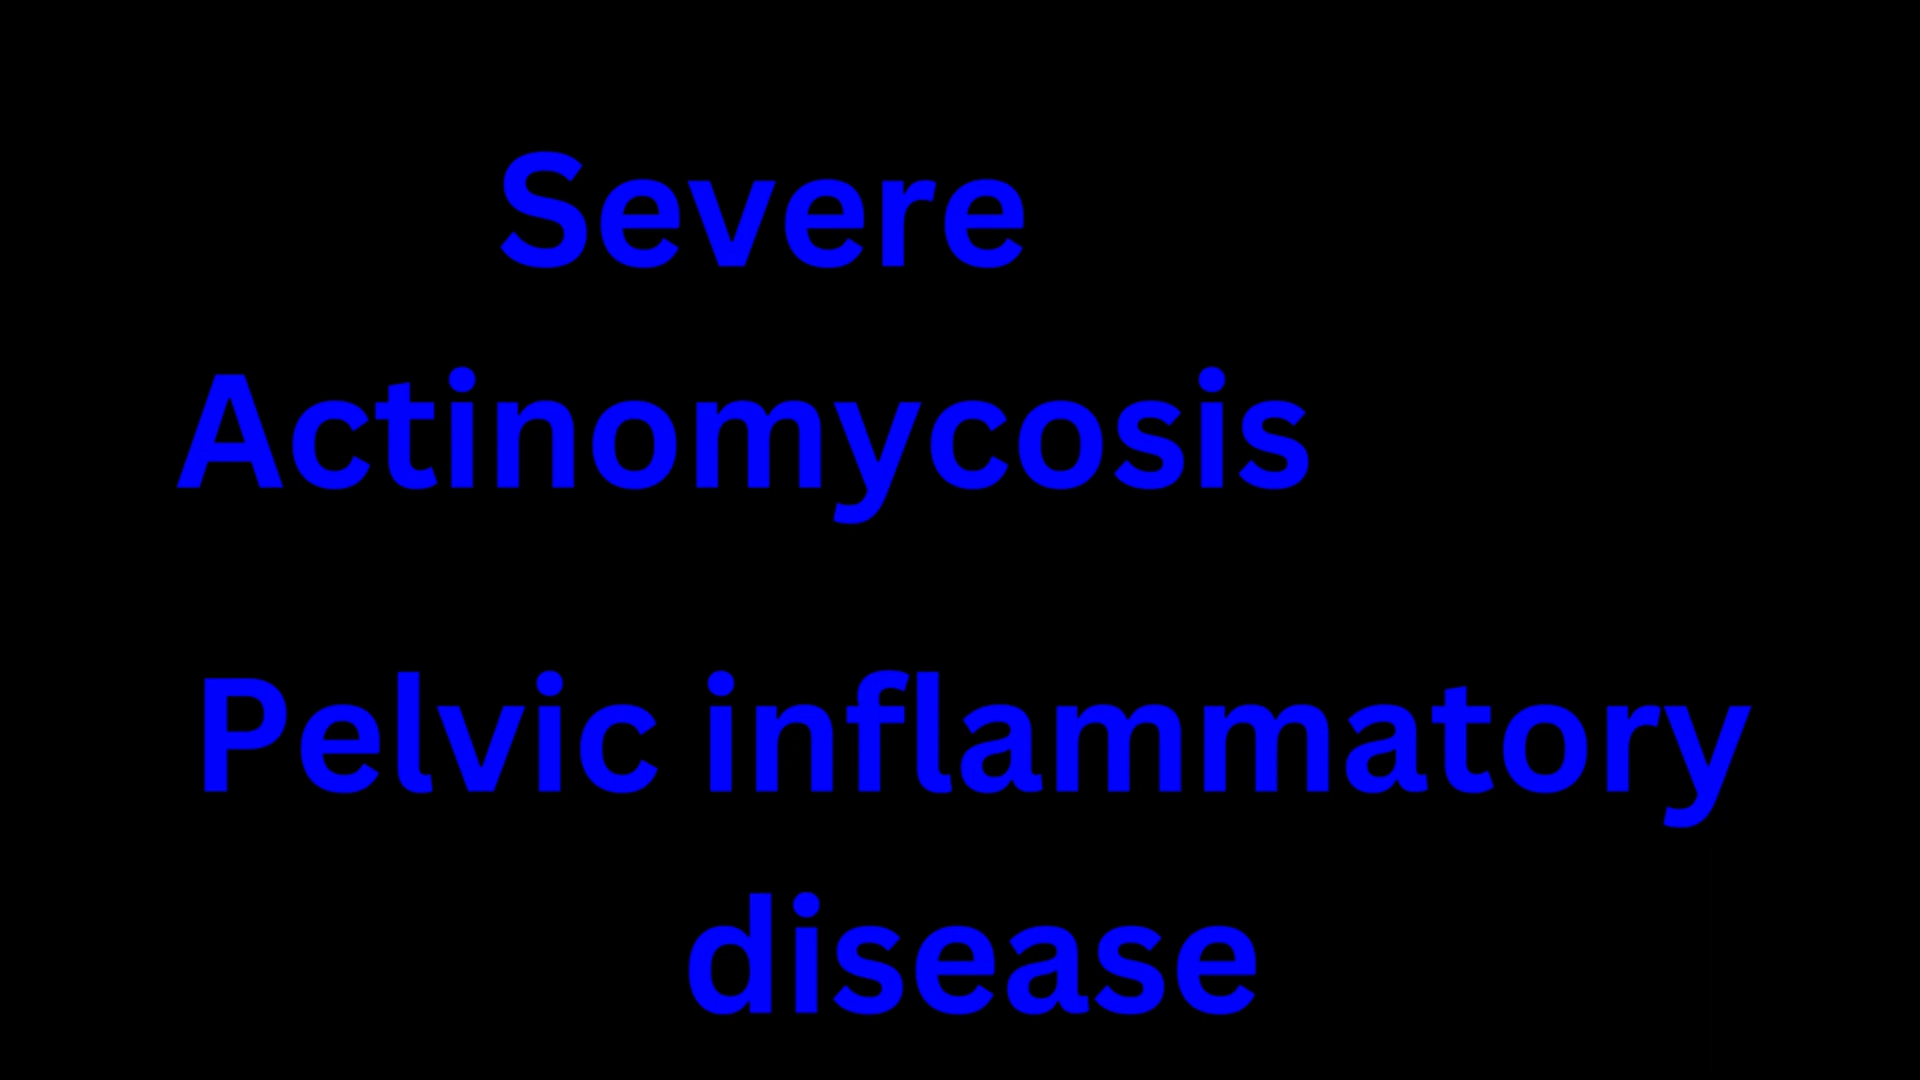 Severe
Actinomycosis
Pelvic inflammatory
disease